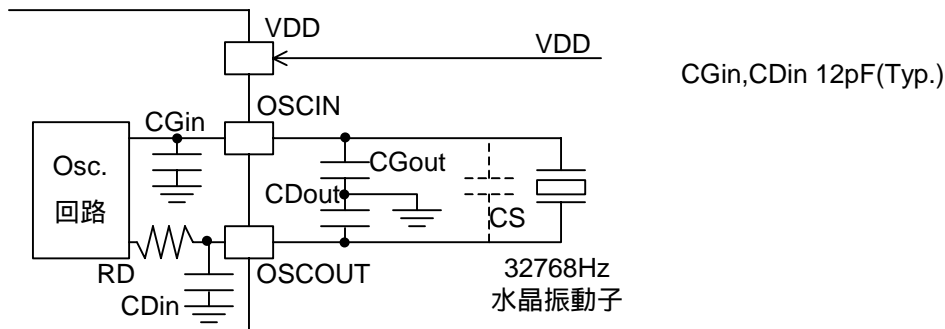 VDD
VDD
CGin,CDin 12pF(Typ.)
OSCIN
CGin
Osc.
回路
CGout
CDout
CS
RD
OSCOUT
CDin
32768Hz
水晶振動子